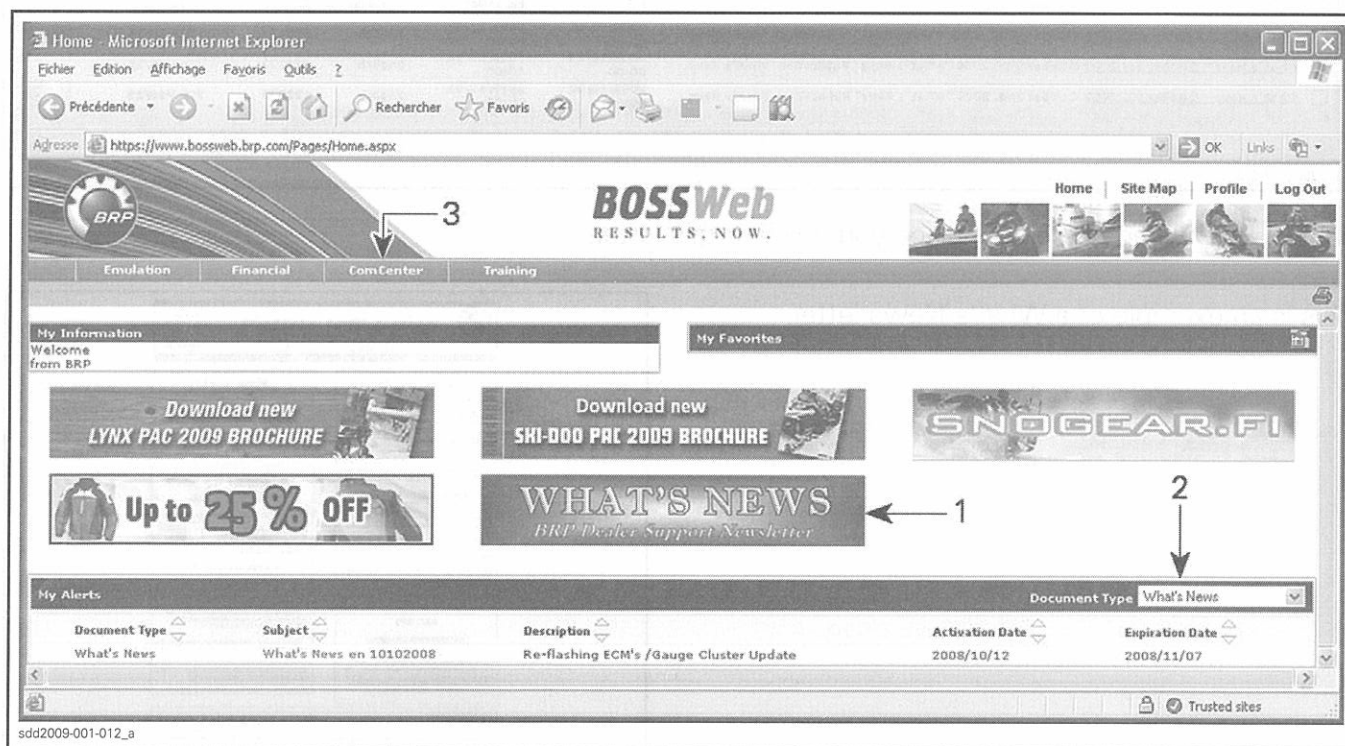 Home - Microsoft Internet Explorer
Fichier Edition Affichage Favoris Outils ?
Précédente Rechercher Favoris
Adresse https://www.bossweb.brp.com/Pages/Home.aspx OK Links
BRP
BOSSWeb
RESULTS, NOW.
Home Site Map Profile Log Out
3
Emulation Financial ComCenter Training
My Information
Welcome
from BRP
My Favorites
Download new
LYNX PAC 2009 BROCHURE
Download new
SKI-DOO PAC 2009 BROCHURE
SNOGEAR.FI
Up to 25% OFF
WHAT'S NEWS
BRP Dealer Support Newsletter
1
2
My Alerts Document Type What's News
Document Type Subject Description Activation Date Expiration Date
What's News What's News en 10102008 Re-flashing ECM's /Gauge Cluster Update 2008/10/12 2008/11/07
Trusted sites
sdd2009-001-012_a